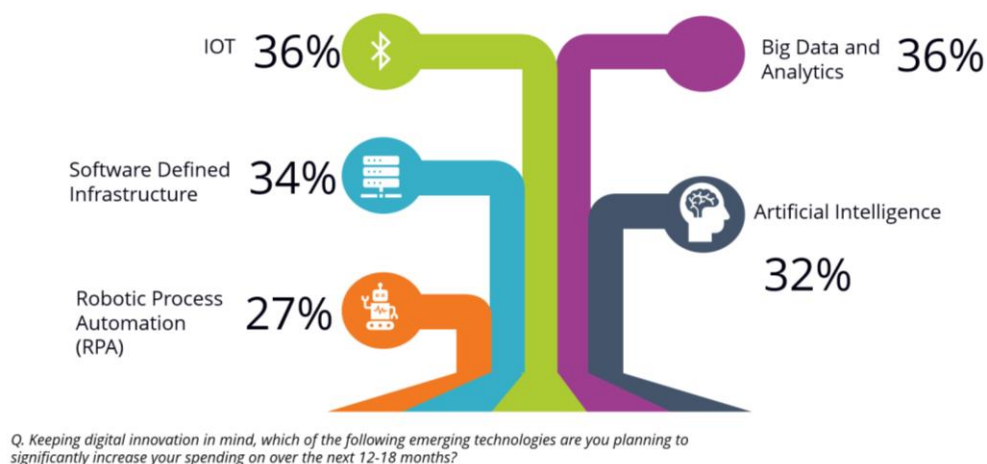 IOT 36%
Big Data and
Analytics 36%
Software Defined
Infrastructure 34%
Artificial Intelligence
32%
Robotic Process
Automation
(RPA) 27%
Q. Keeping digital innovation in mind, which of the following emerging technologies are you planning to
significantly increase your spending on over the next 12-18 months?